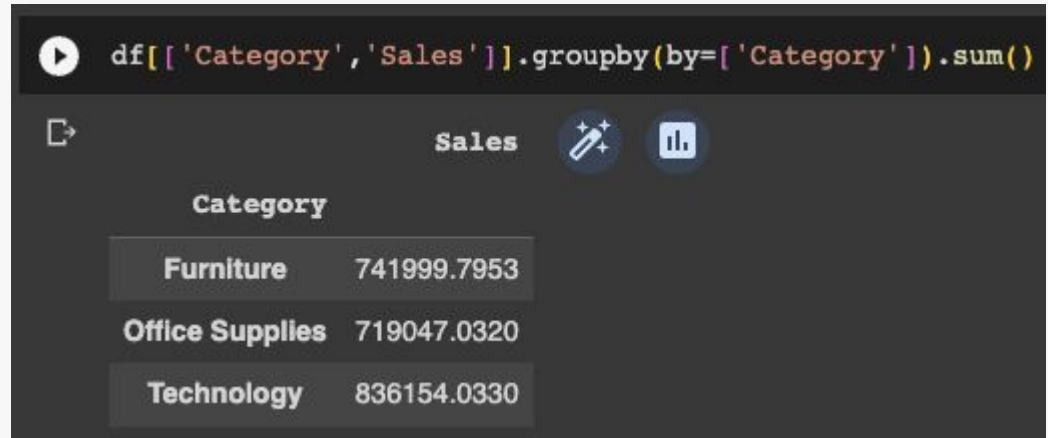 df[['Category','Sales']].groupby(by=['Category']).sum()
Sales
Category
Furniture 741999.7953
Office Supplies 719047.0320
Technology 836154.0330